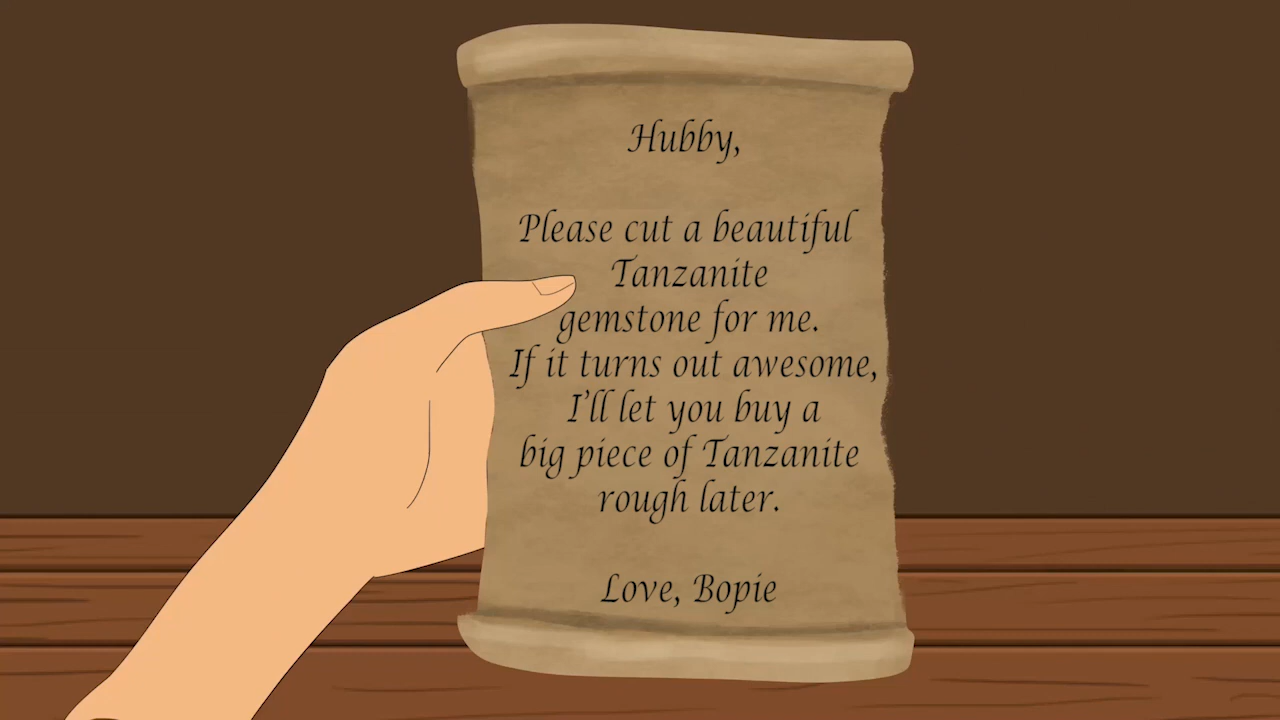 Hubby,
Please cut a beautiful
Tanzanite
gemstone for me.
If it turns out awesome,
I'll let you buy a
big piece of Tanzanite
rough later.
Love, Bopie